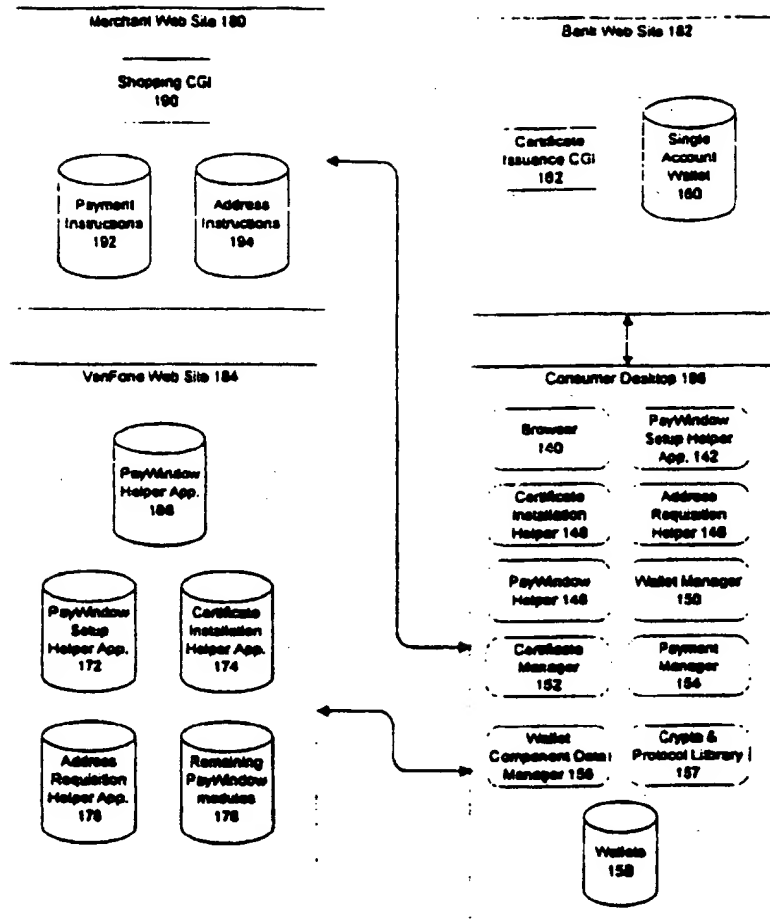 Merchant Web Site 180
Shopping CGI
190
Payment
Instructions
192
Address
Instructions
194
Bank Web Site 182
Certificate
Issuance CGI
162
Single
Account
Wallet
160
VeriFone Web Site 184
PayWindow
Helper App.
188
PayWindow
Setup
Helper App.
172
Certificate
Installation
Helper App.
174
Address
Requisition
Helper App.
176
Remaining
PayWindow
modules
178
Consumer Desktop 186
Browser
140
PayWindow
Setup Helper
App. 142
Certificate
Installation
Helper 146
Address
Requisition
Helper 148
PayWindow
Helper 146
Wallet Manager
150
Certificate
Manager
152
Payment
Manager
154
Wallet
Component Data
Manager 156
Crypto &
Protocol Library
157
Wallets
158